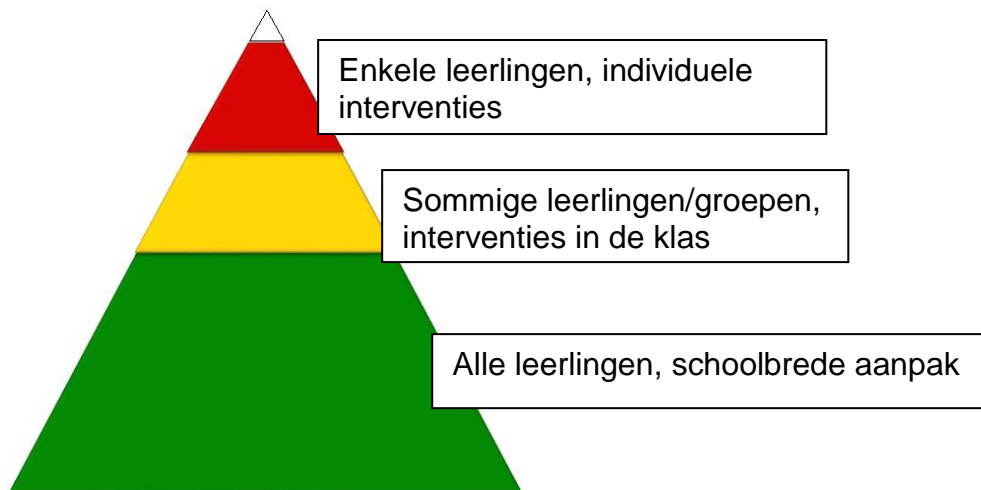 Enkele leerlingen, individuele
interventies
Sommige leerlingen/groepen,
interventies in de klas
Alle leerlingen, schoolbrede aanpak